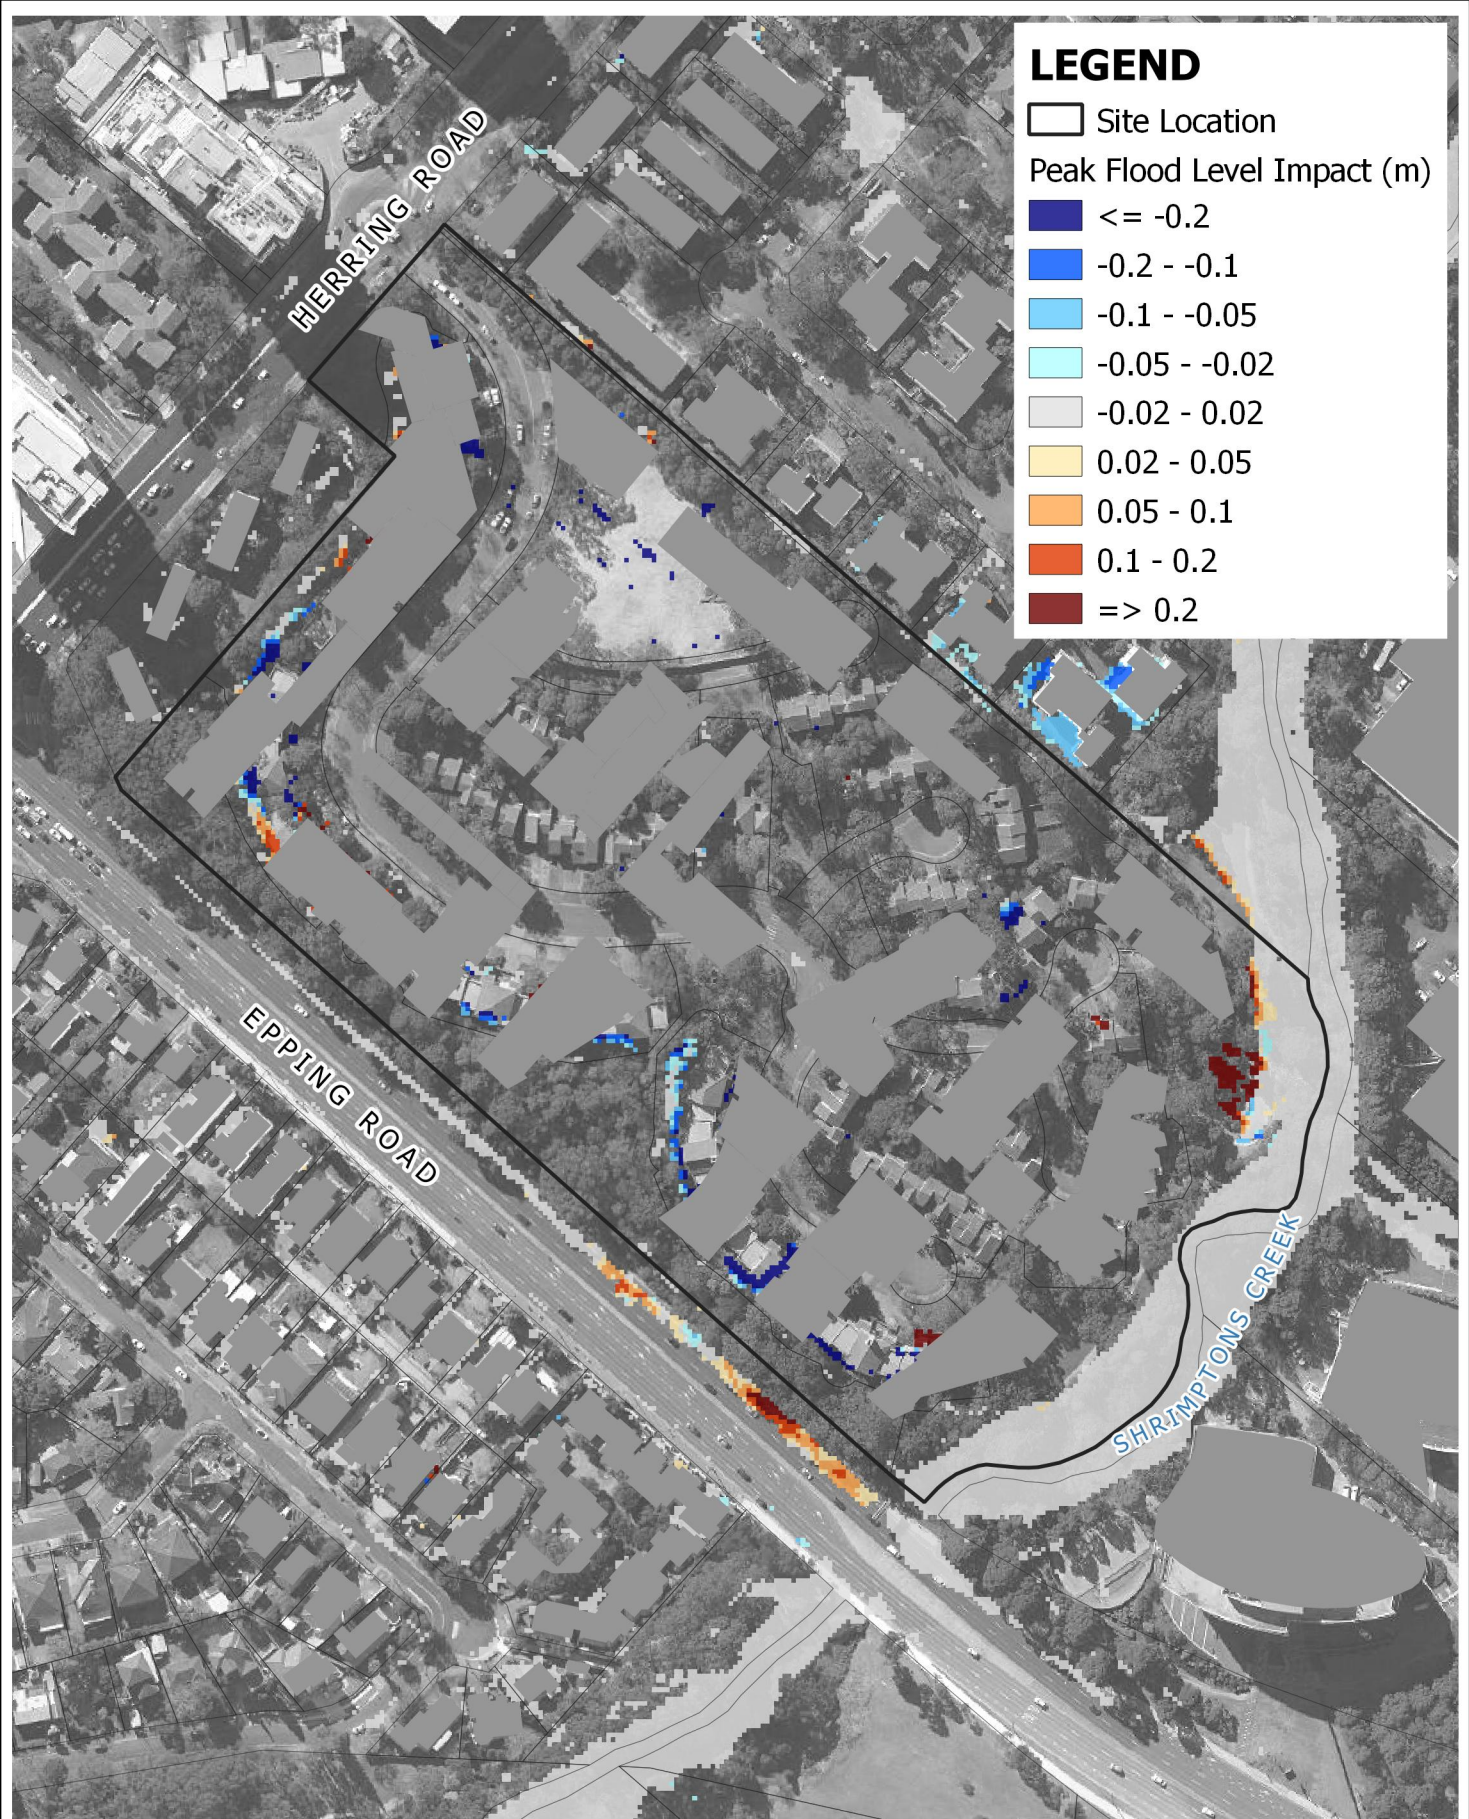 LEGEND
Site Location
Peak Flood Level Impact (m)
<= -0.2
-0.2 - -0.1
-0.1 - -0.05
-0.05 - -0.02
-0.02 - 0.02
0.02 - 0.05
0.05 - 0.1
0.1 - 0.2
=> 0.2
HERRING ROAD
EPPING ROAD
SHRIMPTONS CREEK